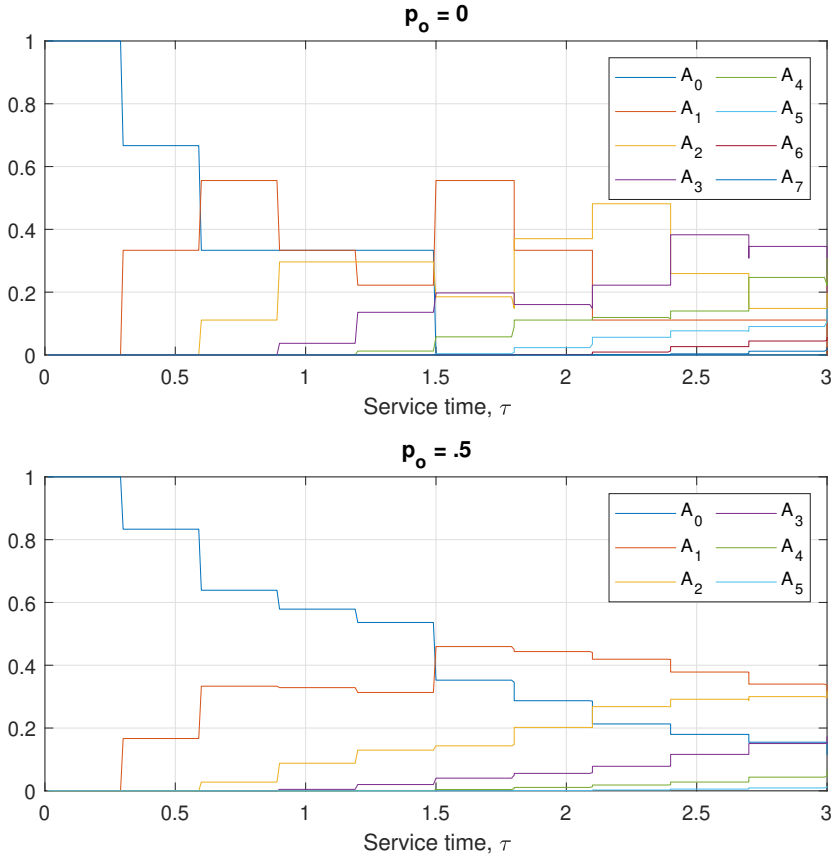 p_o = 0
1
0.8
0.6
0.4
0.2
0
A_0 A_4
A_1 A_5
A_2 A_6
A_3 A_7
0 0.5 1 1.5 2 2.5 3
Service time, τ
p_o = .5
1
0.8
0.6
0.4
0.2
0
A_0 A_3
A_1 A_4
A_2 A_5
0 0.5 1 1.5 2 2.5 3
Service time, τ